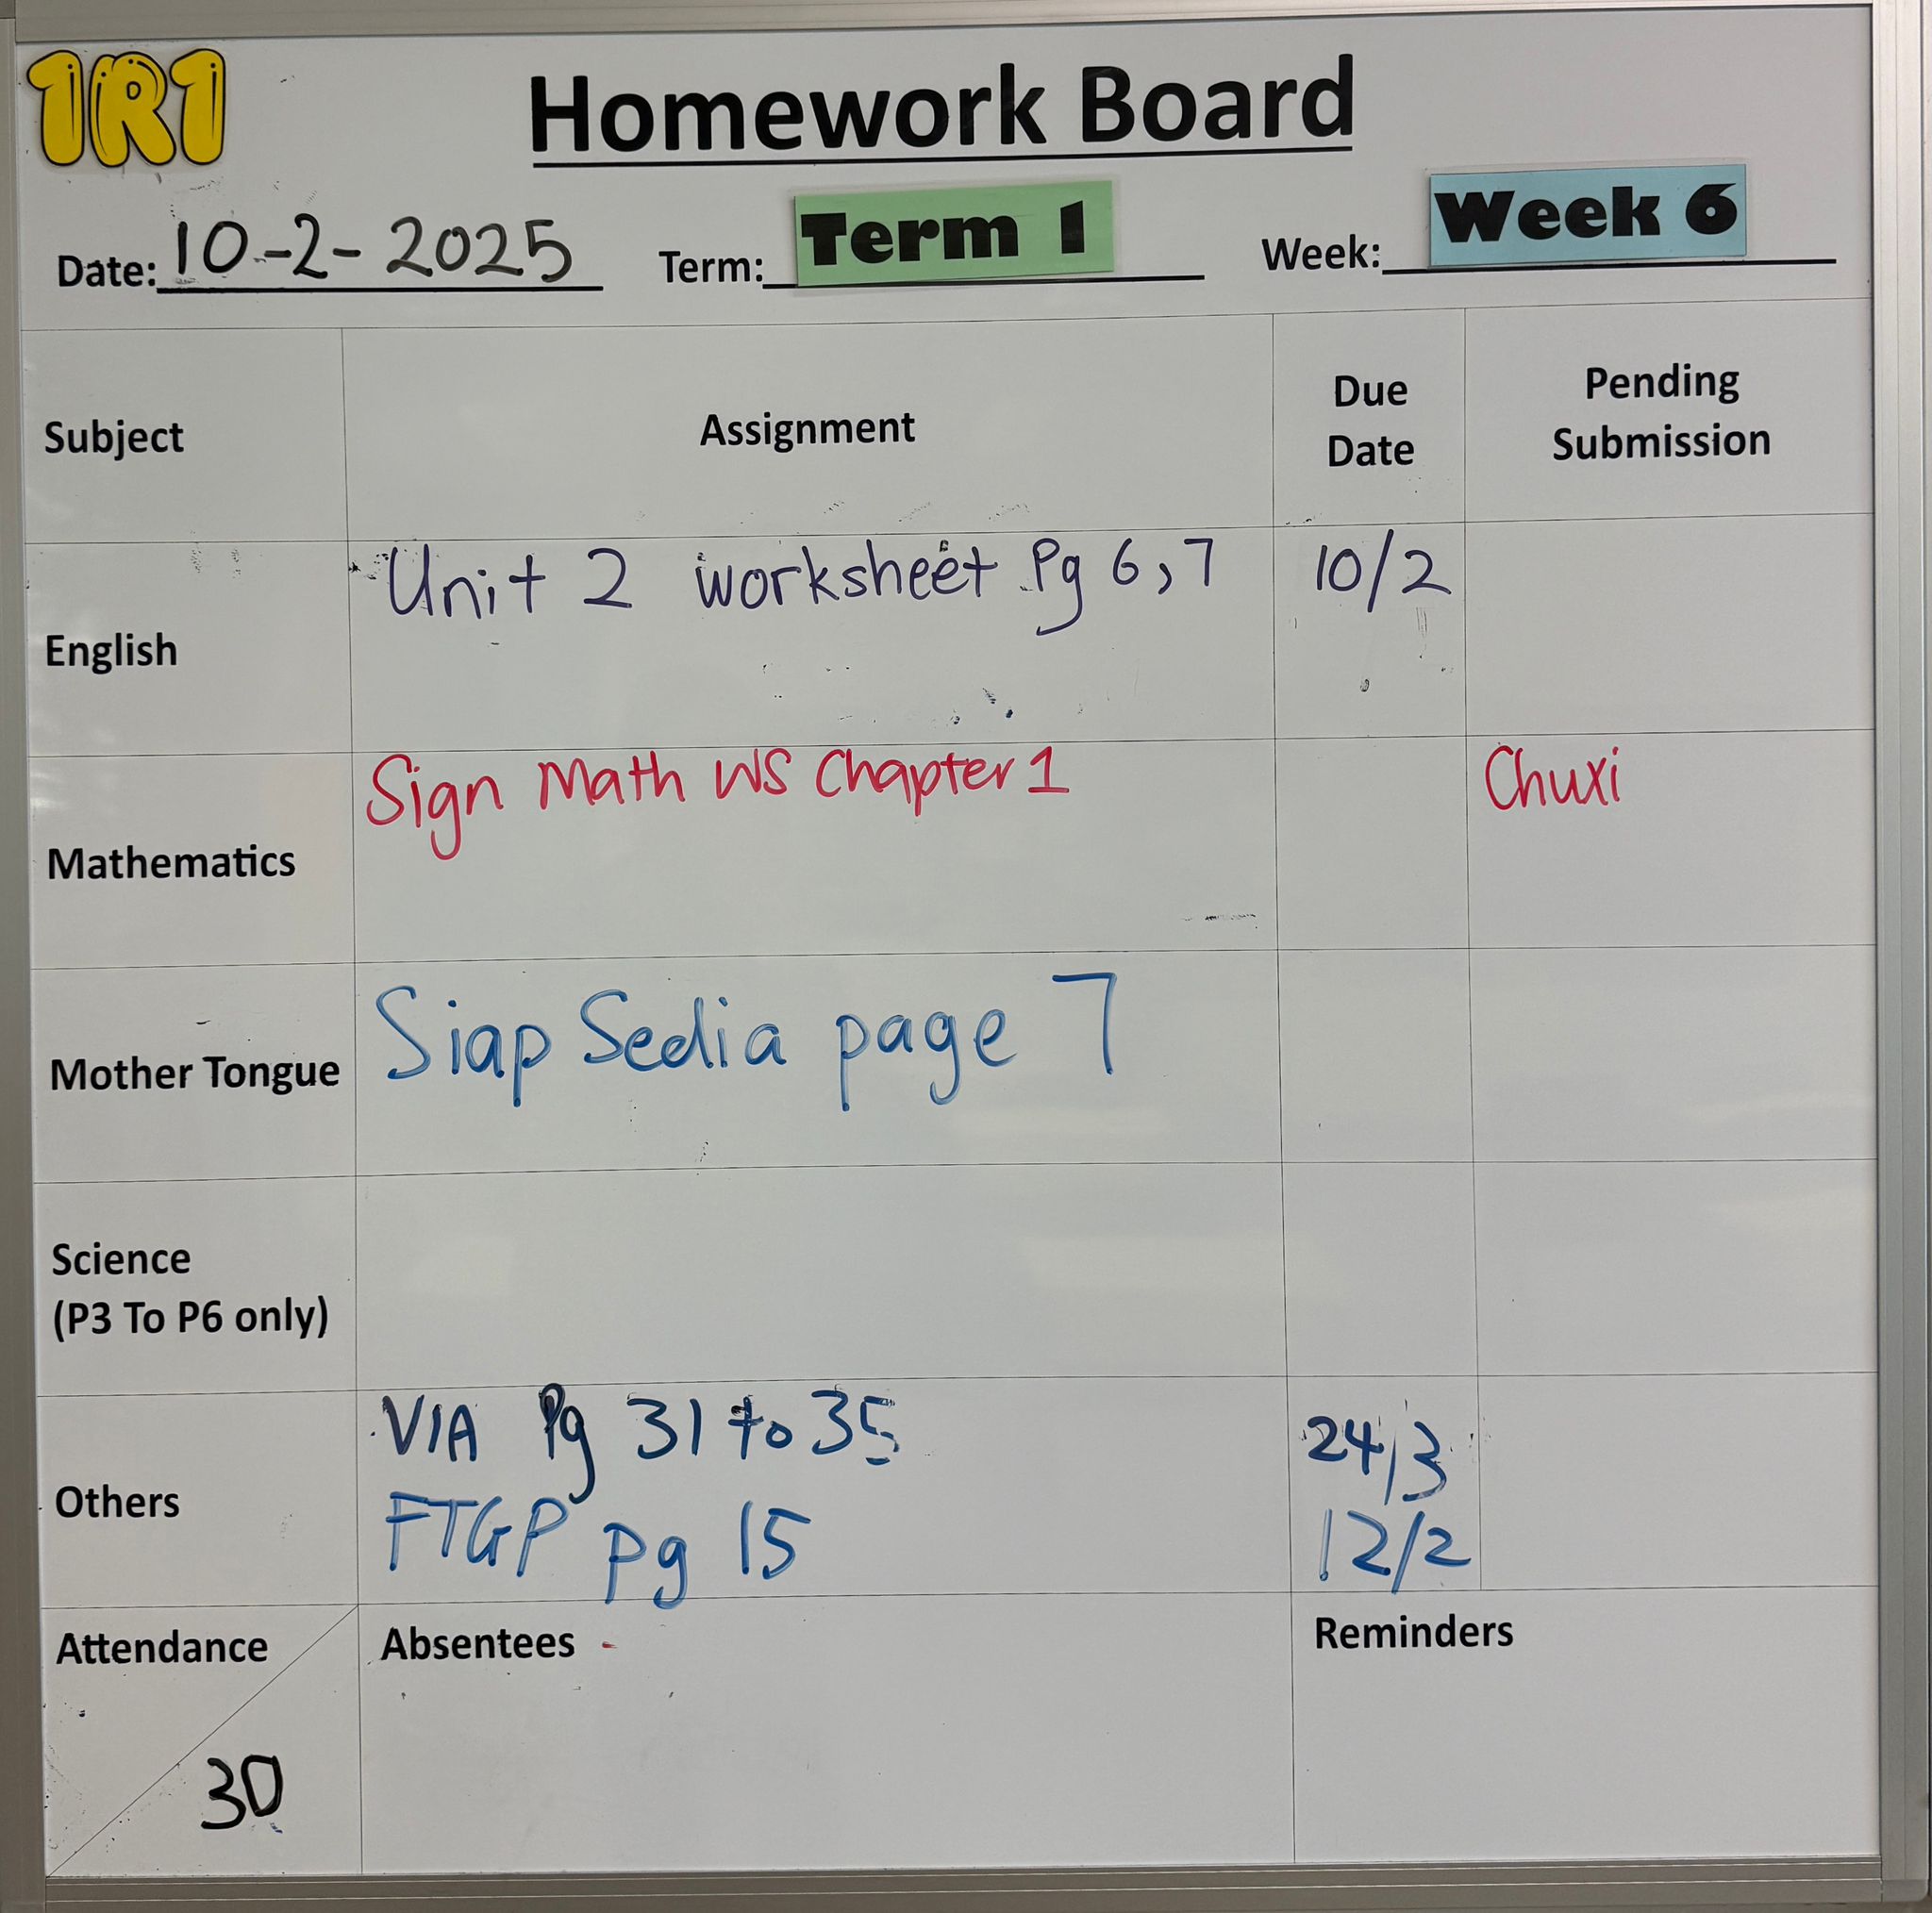 1R1
Homework Board
Date: 10-2-2025 Term: Term 1 Week: Week 6
Subject Assignment Due Date Pending Submission
English Unit 2 worksheet Pg 6,7 10/2
Mathematics Sign Math WS Chapter 1 Chuxi
Mother Tongue Siap Sedia page 7
Science
(P3 To P6 only)
Others VIA Pg 31 to 35 24/3
FTGP pg 15 12/2
Attendance Absentees - Reminders
30